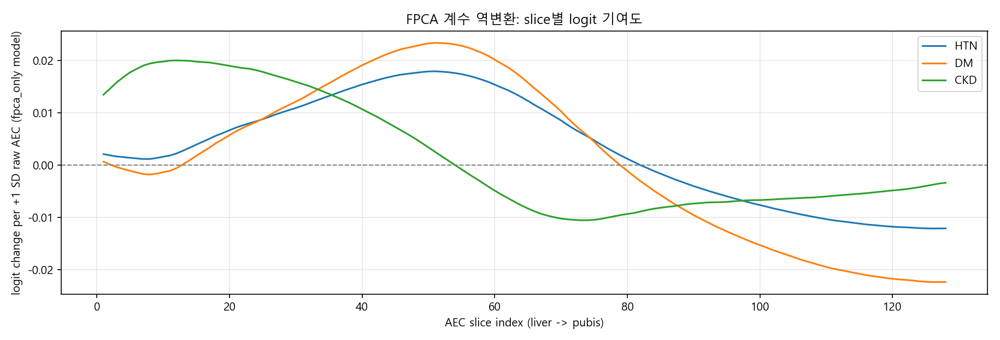 FPCA 계수 역변환: slice별 logit 기여도
logit change per +1 SD raw AEC (fpca_only model)
0.02
0.01
0.00
-0.01
-0.02
HTN
DM
CKD
0 20 40 60 80 100 120
AEC slice index (liver -> pubis)